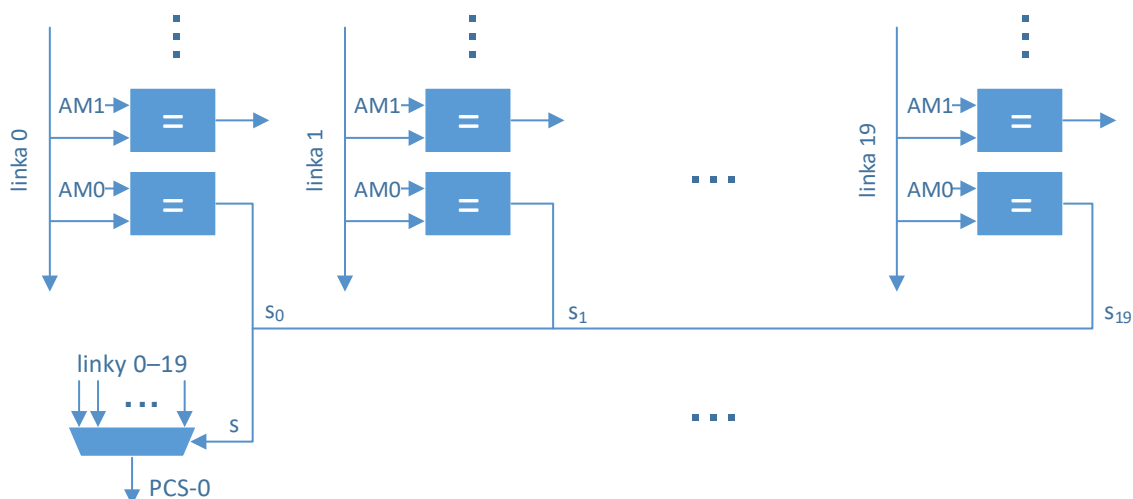 AM1
=
AM1
=
AM1
=
linka 0
linka 1
linka 19
AM0
=
AM0
=
AM0
=
s₀
s₁
s₁₉
linky 0–19
s
PCS-0